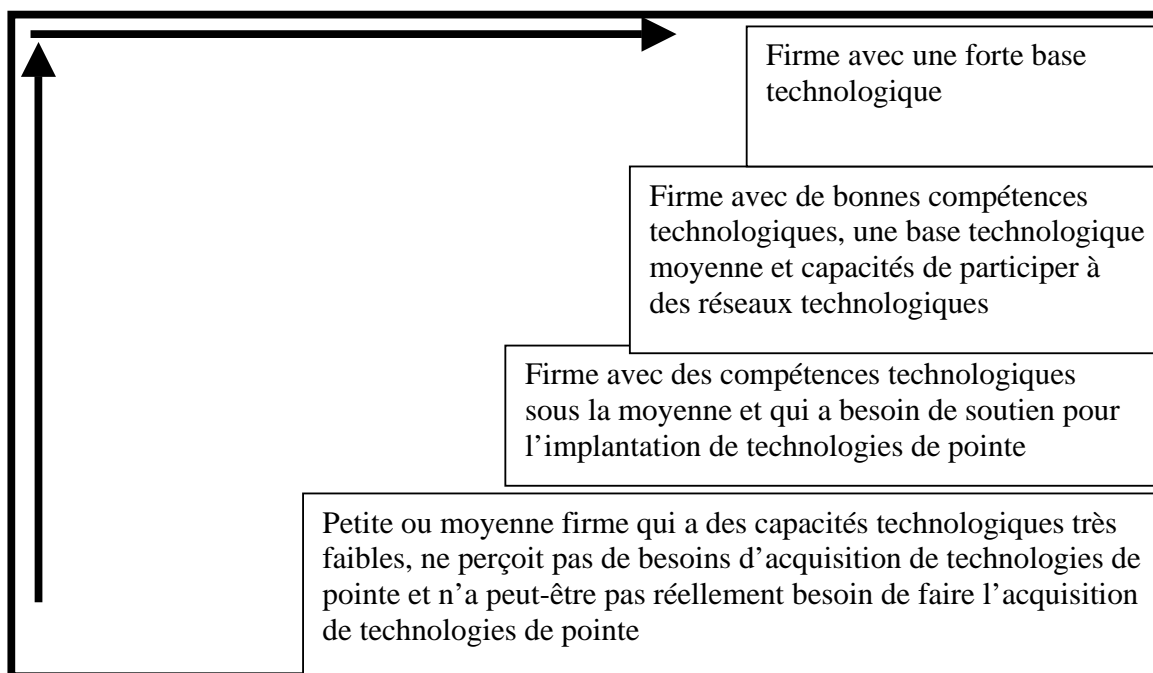 Firme avec une forte base
technologique
Firme avec de bonnes compétences
technologiques, une base technologique
moyenne et capacités de participer à
des réseaux technologiques
Firme avec des compétences technologiques
sous la moyenne et qui a besoin de soutien pour
l’implantation de technologies de pointe
Petite ou moyenne firme qui a des capacités technologiques très
faibles, ne perçoit pas de besoins d’acquisition de technologies de
pointe et n’a peut-être pas réellement besoin de faire l’acquisition
de technologies de pointe